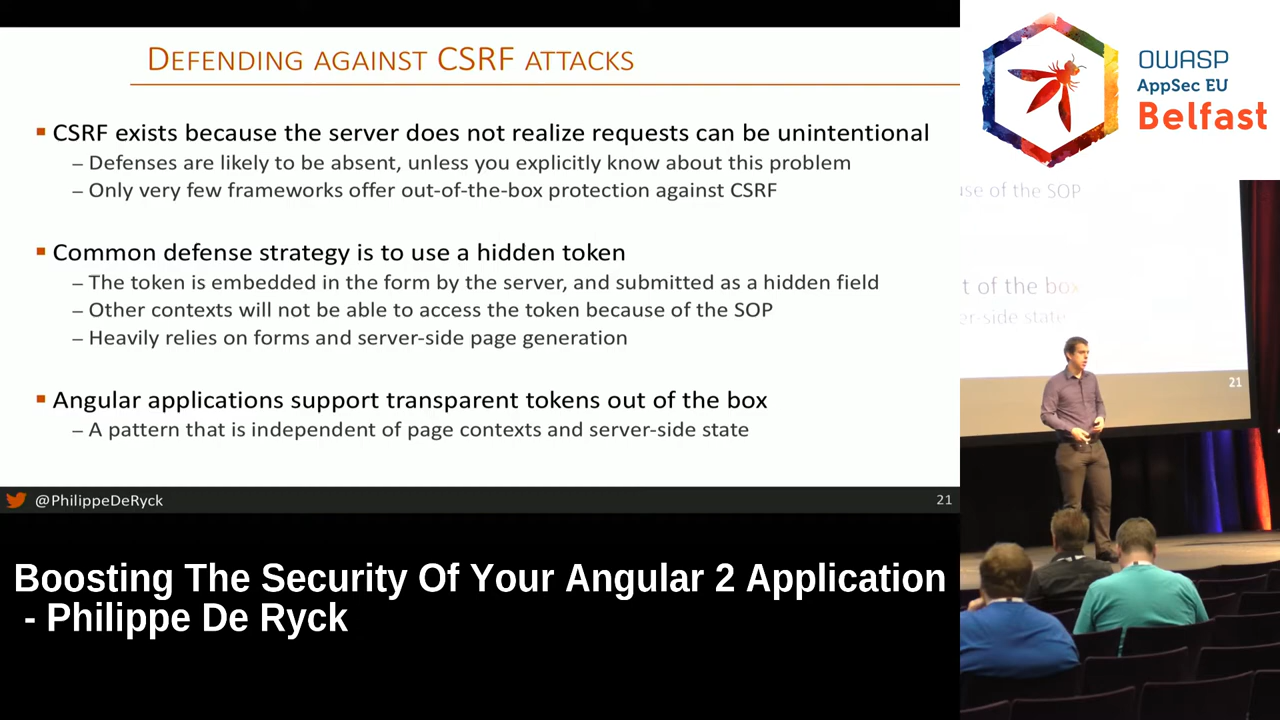 DEFENDING AGAINST CSRF ATTACKS
▪ CSRF exists because the server does not realize requests can be unintentional
– Defenses are likely to be absent, unless you explicitly know about this problem
– Only very few frameworks offer out-of-the-box protection against CSRF
▪ Common defense strategy is to use a hidden token
– The token is embedded in the form by the server, and submitted as a hidden field
– Other contexts will not be able to access the token because of the SOP
– Heavily relies on forms and server-side page generation
▪ Angular applications support transparent tokens out of the box
– A pattern that is independent of page contexts and server-side state
@PhilippeDeRyck
21
Boosting The Security Of Your Angular 2 Application
- Philippe De Ryck
OWASP
AppSec EU
Belfast
use of the SOP
t of the box
er-side state
21